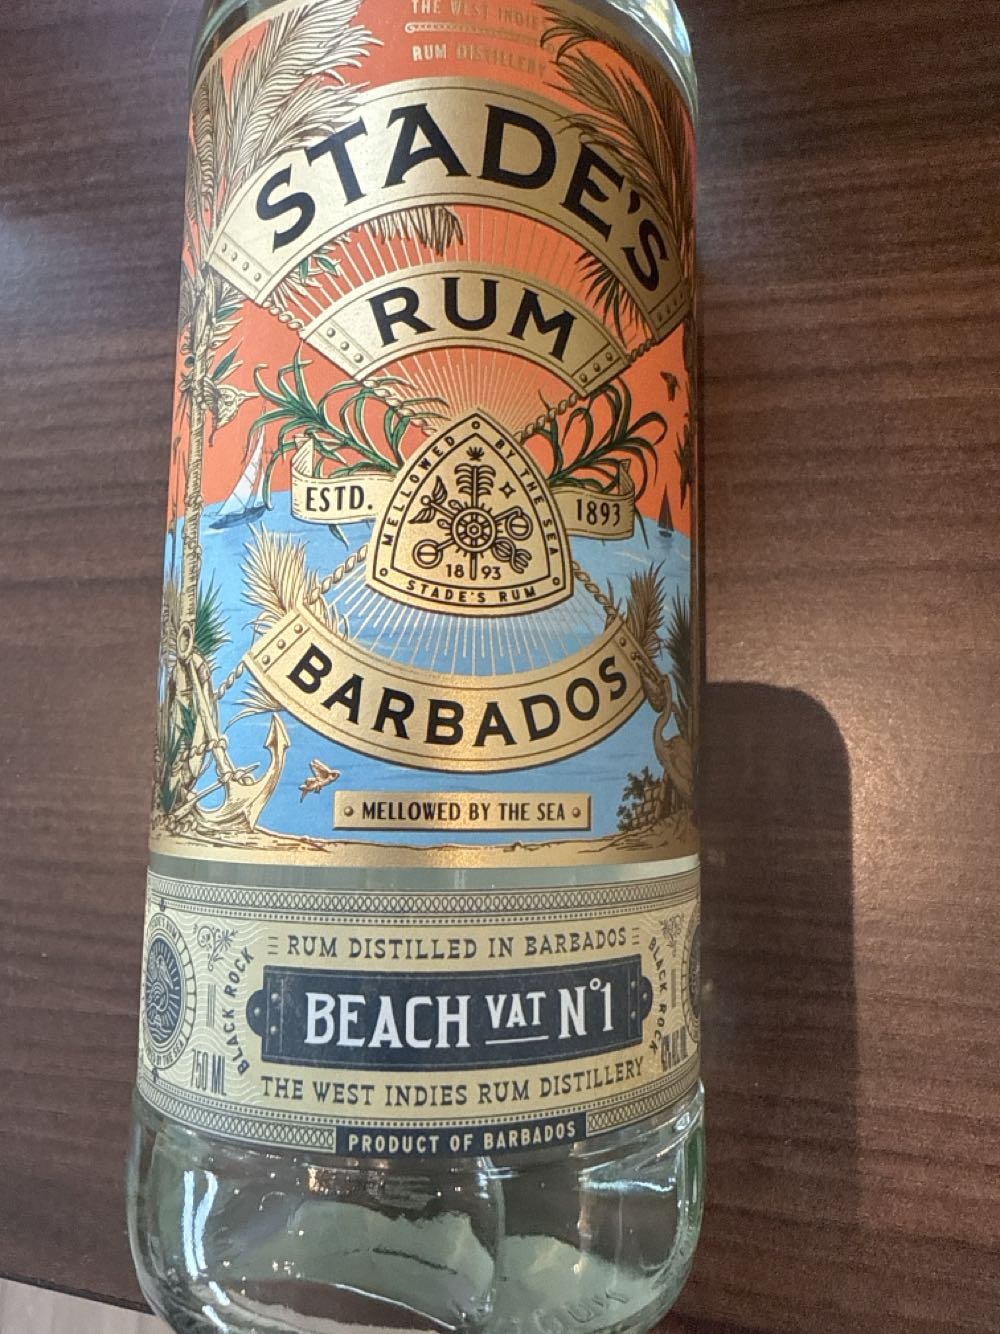 THE WEST INDIES
RUM DISTILLERY
STADE'S
RUM
MELLOWED BY THE SEA
ESTD.
1893
18 93
STADE'S RUM
BARBADOS
MELLOWED BY THE SEA
RUM DISTILLED IN BARBADOS
BLACK ROCK
BEACH VAT N°1
BLACK ROCK
750 ML
THE WEST INDIES RUM DISTILLERY
PRODUCT OF BARBADOS